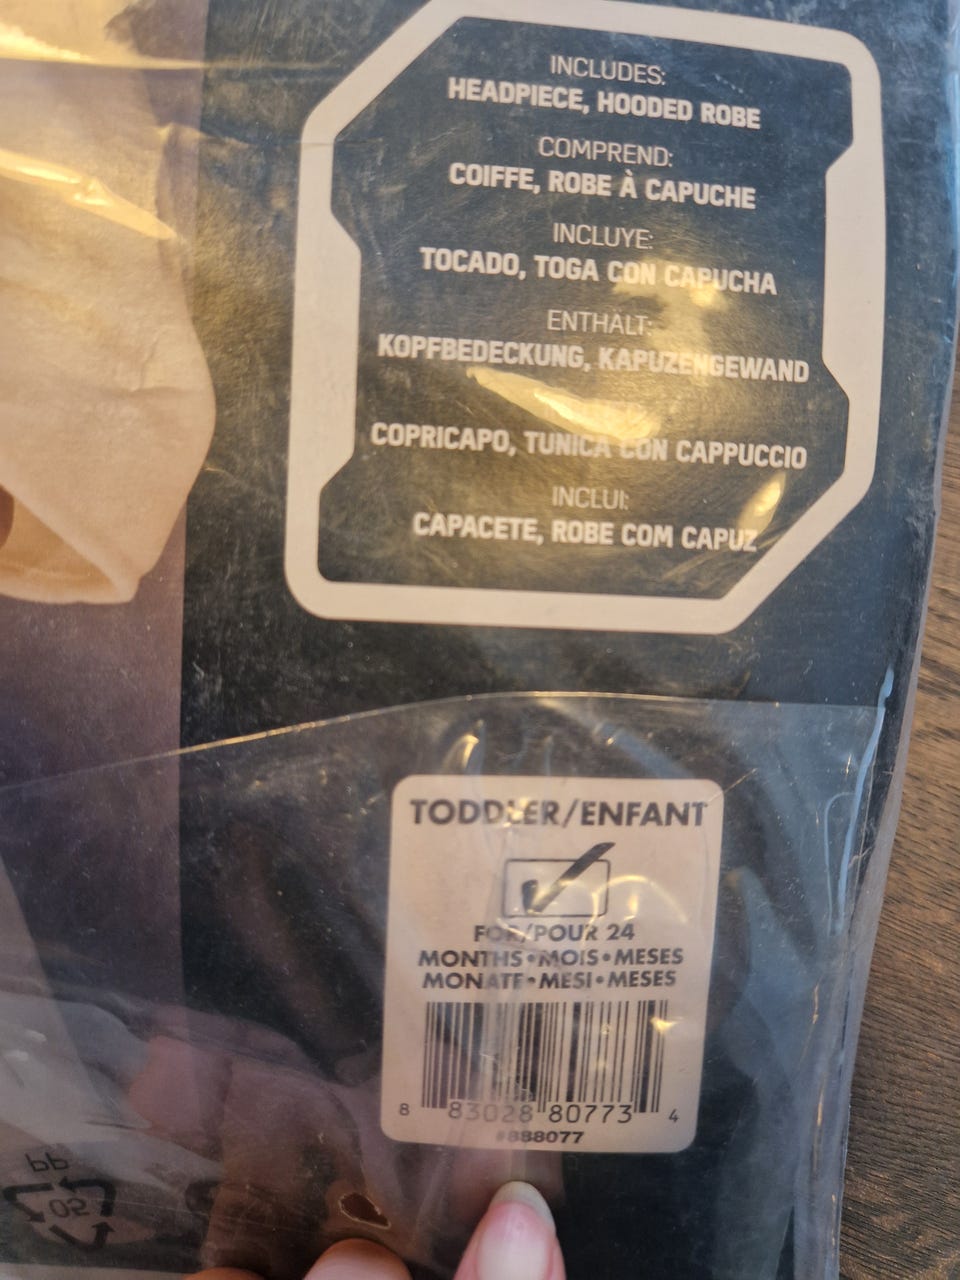 INCLUDES:
HEADPIECE, HOODED ROBE
COMPREND:
COIFFE, ROBE À CAPUCHE
INCLUYE:
TOCADO, TOGA CON CAPUCHA
ENTHÄLT:
KOPFBEDECKUNG, KAPUZENGEWAND
COPRICAPO, TUNICA CON CAPPUCCIO
INCLUI:
CAPACETE, ROBE COM CAPUZ
TODDLER/ENFANT
FOR/POUR 24
MONTHS•MOIS•MESES
MONATE•MESI•MESES
8 83028 80773 4
#888077
PP
05